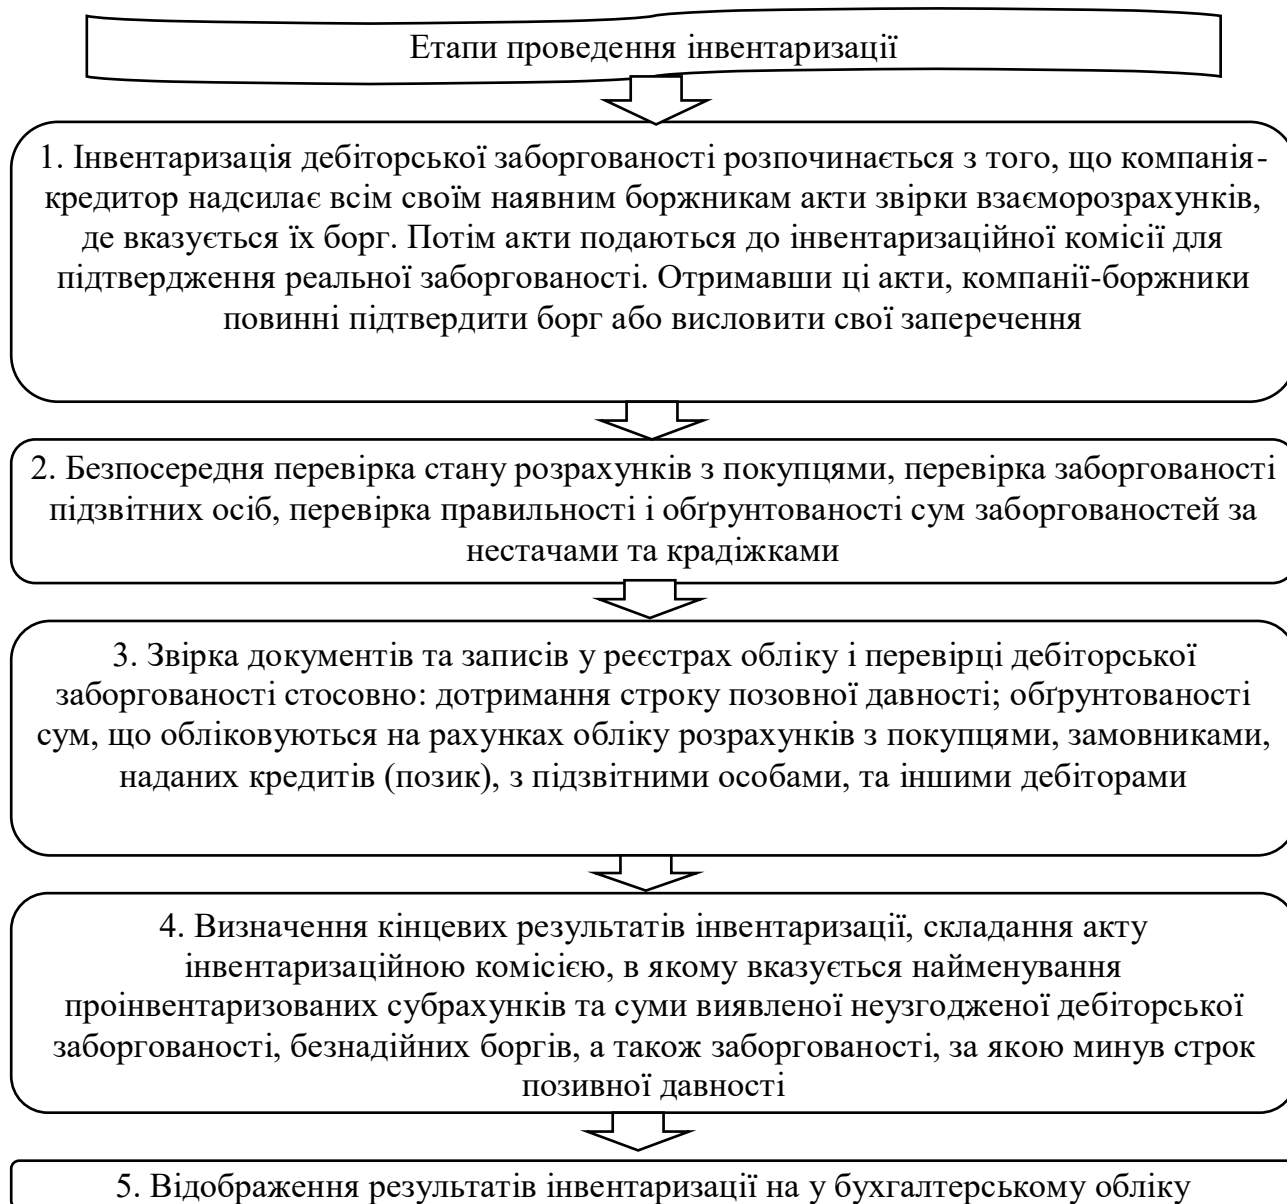 Етапи проведення інвентаризації
1. Інвентаризація дебіторської заборгованості розпочинається з того, що компанія-
кредитор надсилає всім своїм наявним боржникам акти звірки взаєморозрахунків,
де вказується їх борг. Потім акти подаються до інвентаризаційної комісії для
підтвердження реальної заборгованості. Отримавши ці акти, компанії-боржники
повинні підтвердити борг або висловити свої заперечення
2. Безпосередня перевірка стану розрахунків з покупцями, перевірка заборгованості
підзвітних осіб, перевірка правильності і обґрунтованості сум заборгованостей за
нестачами та крадіжками
3. Звірка документів та записів у реєстрах обліку і перевірці дебіторської
заборгованості стосовно: дотримання строку позовної давності; обґрунтованості
сум, що обліковуються на рахунках обліку розрахунків з покупцями, замовниками,
наданих кредитів (позик), з підзвітними особами, та іншими дебіторами
4. Визначення кінцевих результатів інвентаризації, складання акту
інвентаризаційною комісією, в якому вказується найменування
проінвентаризованих субрахунків та суми виявленої неузгодженої дебіторської
заборгованості, безнадійних боргів, а також заборгованості, за якою минув строк
позивної давності
5. Відображення результатів інвентаризації на у бухгалтерському обліку